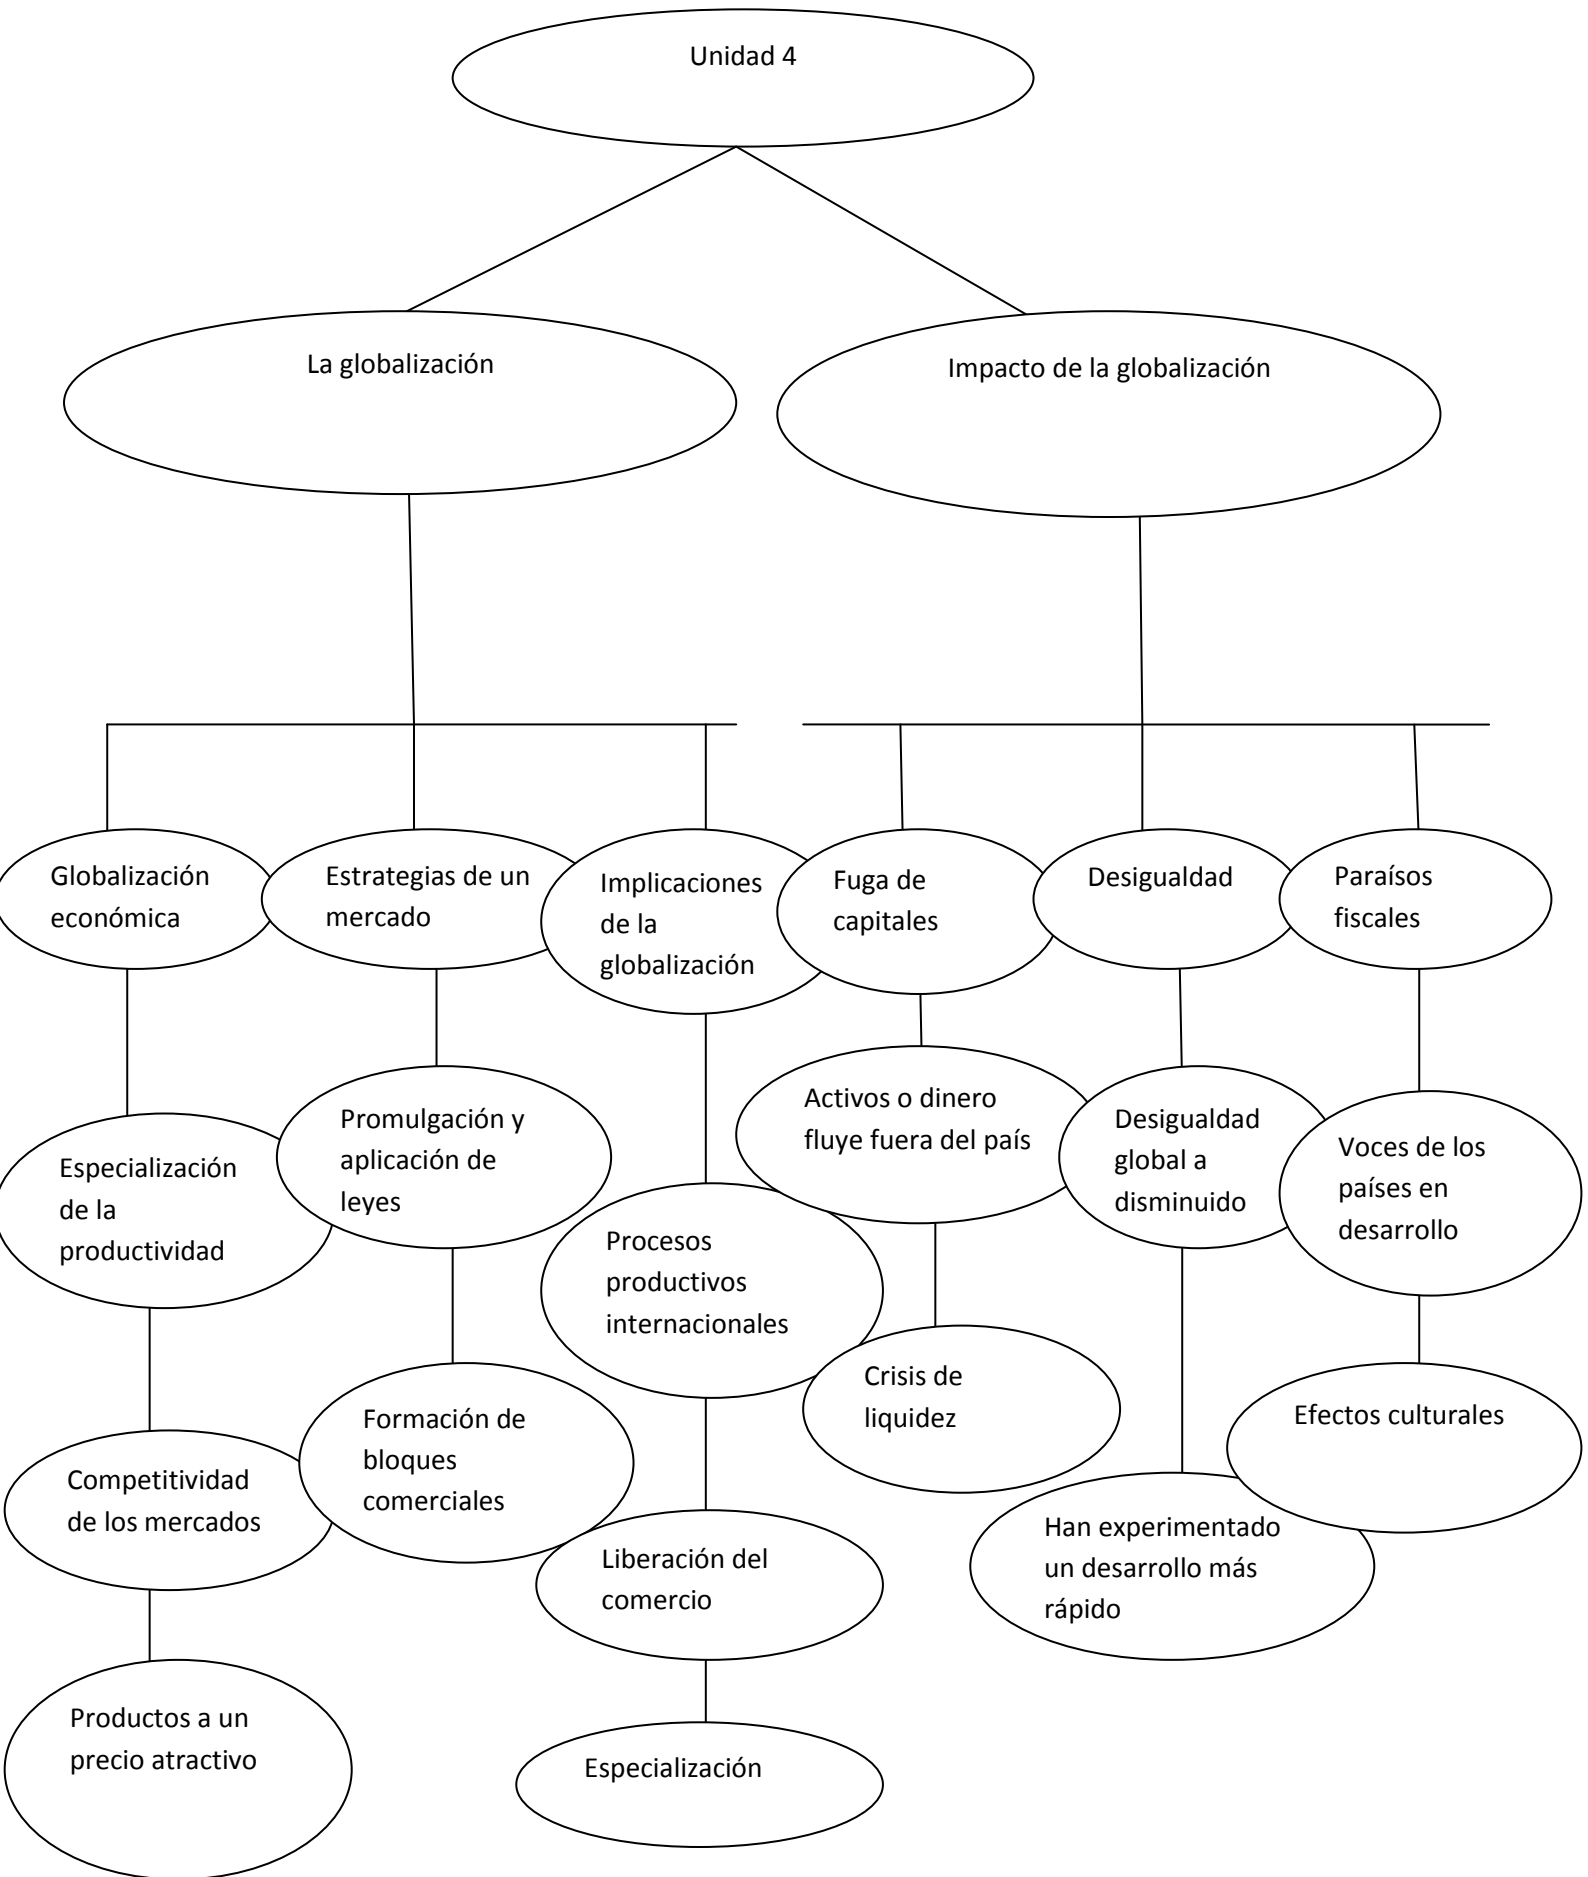 Unidad 4
La globalización
Impacto de la globalización
Globalización
económica
Estrategias de un
mercado
Implicaciones
de la
globalización
Fuga de
capitales
Desigualdad
Paraísos
fiscales
Especialización
de la
productividad
Promulgación y
aplicación de
leyes
Procesos
productivos
internacionales
Activos o dinero
fluye fuera del país
Desigualdad
global a
disminuido
Voces de los
países en
desarrollo
Competitividad
de los mercados
Formación de
bloques
comerciales
Liberación del
comercio
Crisis de
liquidez
Han experimentado
un desarrollo más
rápido
Efectos culturales
Productos a un
precio atractivo
Especialización